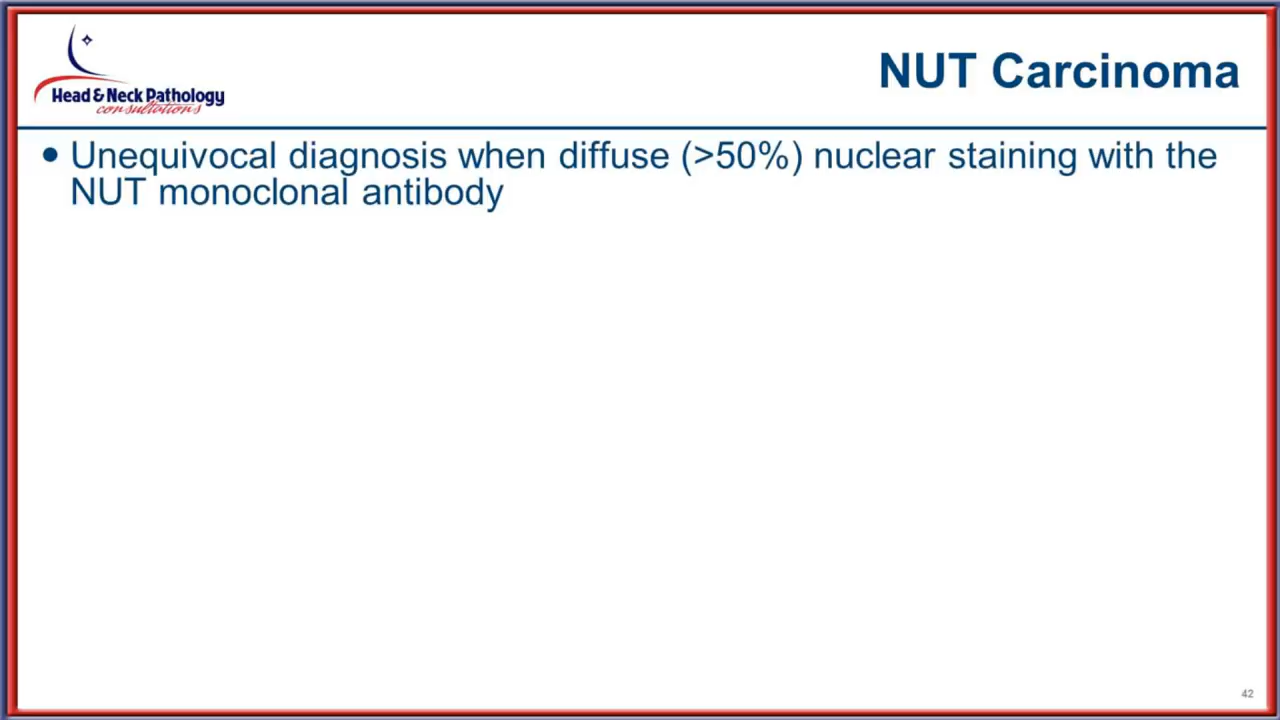 Head & Neck Pathology
consultations
NUT Carcinoma
• Unequivocal diagnosis when diffuse (>50%) nuclear staining with the
NUT monoclonal antibody
42